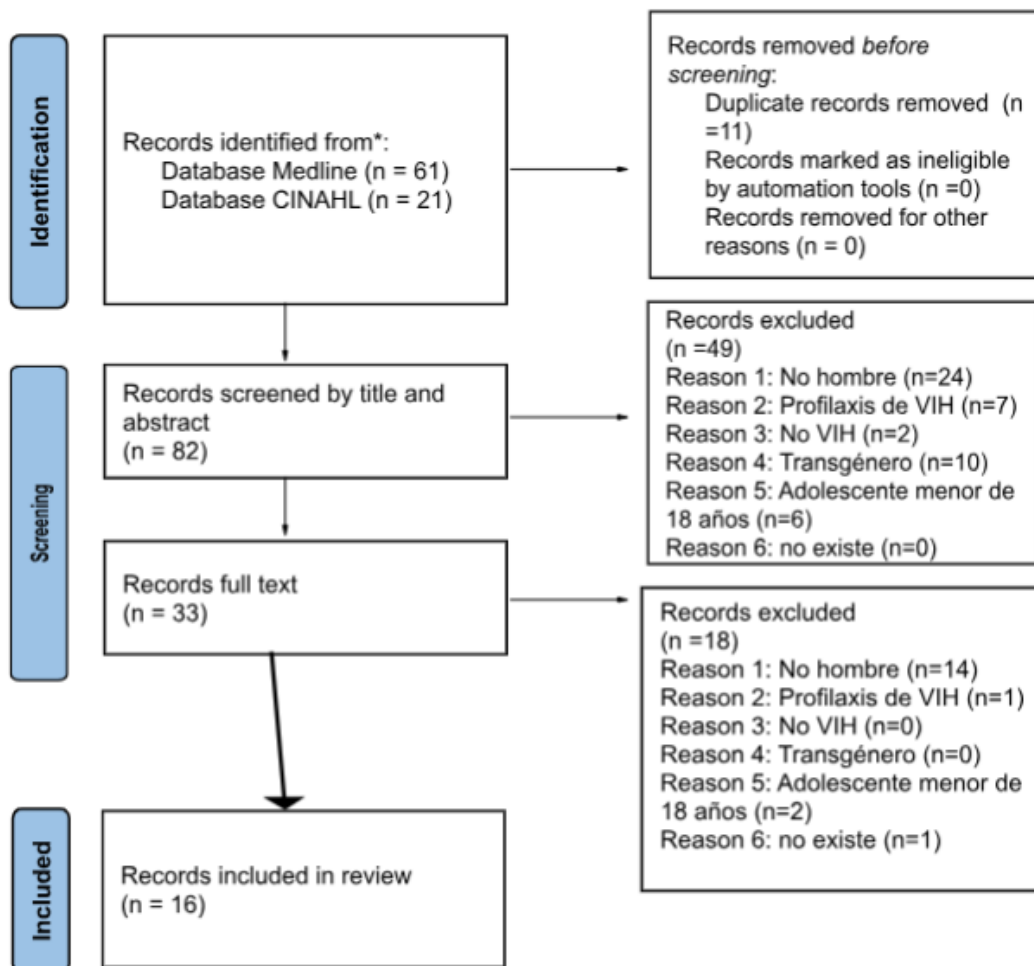 Identification
Records identified from*:
Database Medline (n = 61)
Database CINAHL (n = 21)
Records removed before
screening:
Duplicate records removed (n
=11)
Records marked as ineligible
by automation tools (n =0)
Records removed for other
reasons (n = 0)
Screening
Records screened by title and
abstract
(n = 82)
Records excluded
(n =49)
Reason 1: No hombre (n=24)
Reason 2: Profilaxis de VIH (n=7)
Reason 3: No VIH (n=2)
Reason 4: Transgénero (n=10)
Reason 5: Adolescente menor de
18 años (n=6)
Reason 6: no existe (n=0)
Records full text
(n = 33)
Records excluded
(n =18)
Reason 1: No hombre (n=14)
Reason 2: Profilaxis de VIH (n=1)
Reason 3: No VIH (n=0)
Reason 4: Transgénero (n=0)
Reason 5: Adolescente menor de
18 años (n=2)
Reason 6: no existe (n=1)
Included
Records included in review
(n = 16)